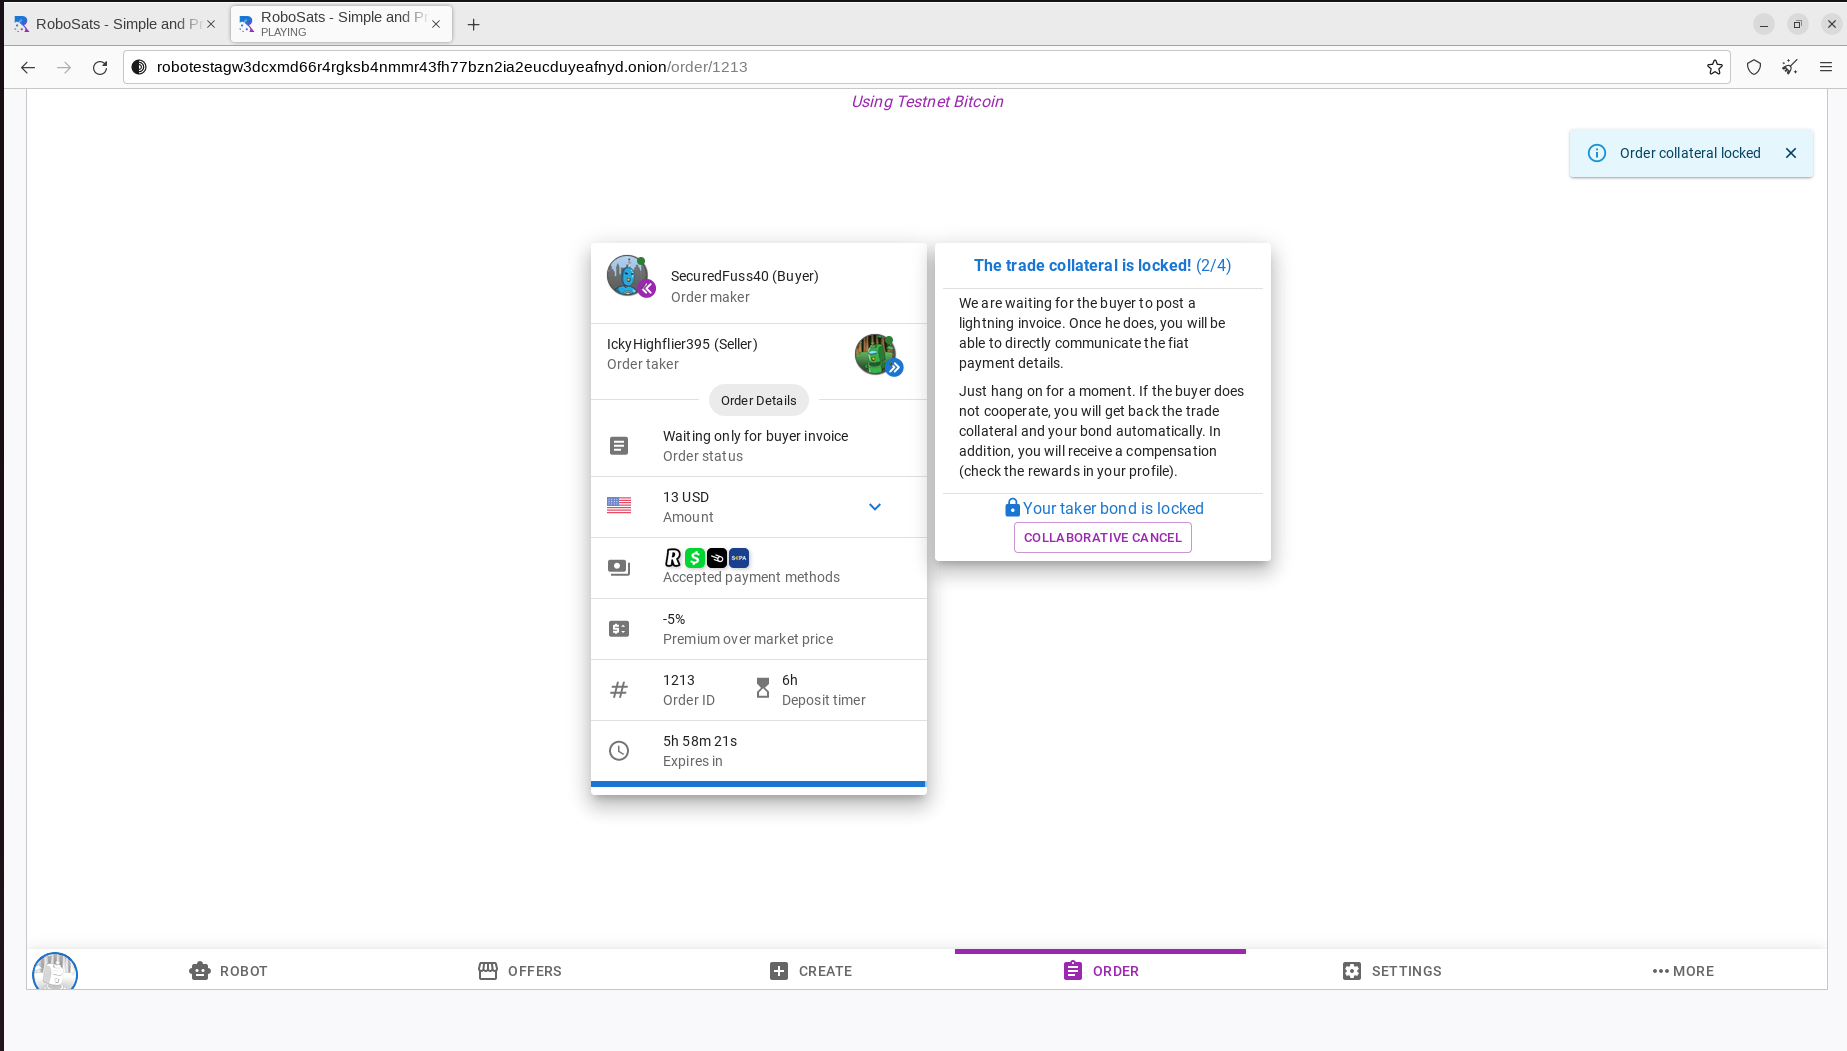 RoboSats - Simple and Pr
RoboSats - Simple and Pr
PLAYING
robotestagw3dcxmd66r4rgksb4nmmr43fh77bzn2ia2eucduyeafnyd.onion/order/1213
Using Testnet Bitcoin
Order collateral locked
SecuredFuss40 (Buyer)
Order maker
IckyHighflier395 (Seller)
Order taker
Order Details
Waiting only for buyer invoice
Order status
13 USD
Amount
R $ SEPA
Accepted payment methods
-5%
Premium over market price
1213
Order ID
6h
Deposit timer
5h 58m 21s
Expires in
The trade collateral is locked! (2/4)
We are waiting for the buyer to post a
lightning invoice. Once he does, you will be
able to directly communicate the fiat
payment details.
Just hang on for a moment. If the buyer does
not cooperate, you will get back the trade
collateral and your bond automatically. In
addition, you will receive a compensation
(check the rewards in your profile).
Your taker bond is locked
COLLABORATIVE CANCEL
ROBOT
OFFERS
CREATE
ORDER
SETTINGS
MORE